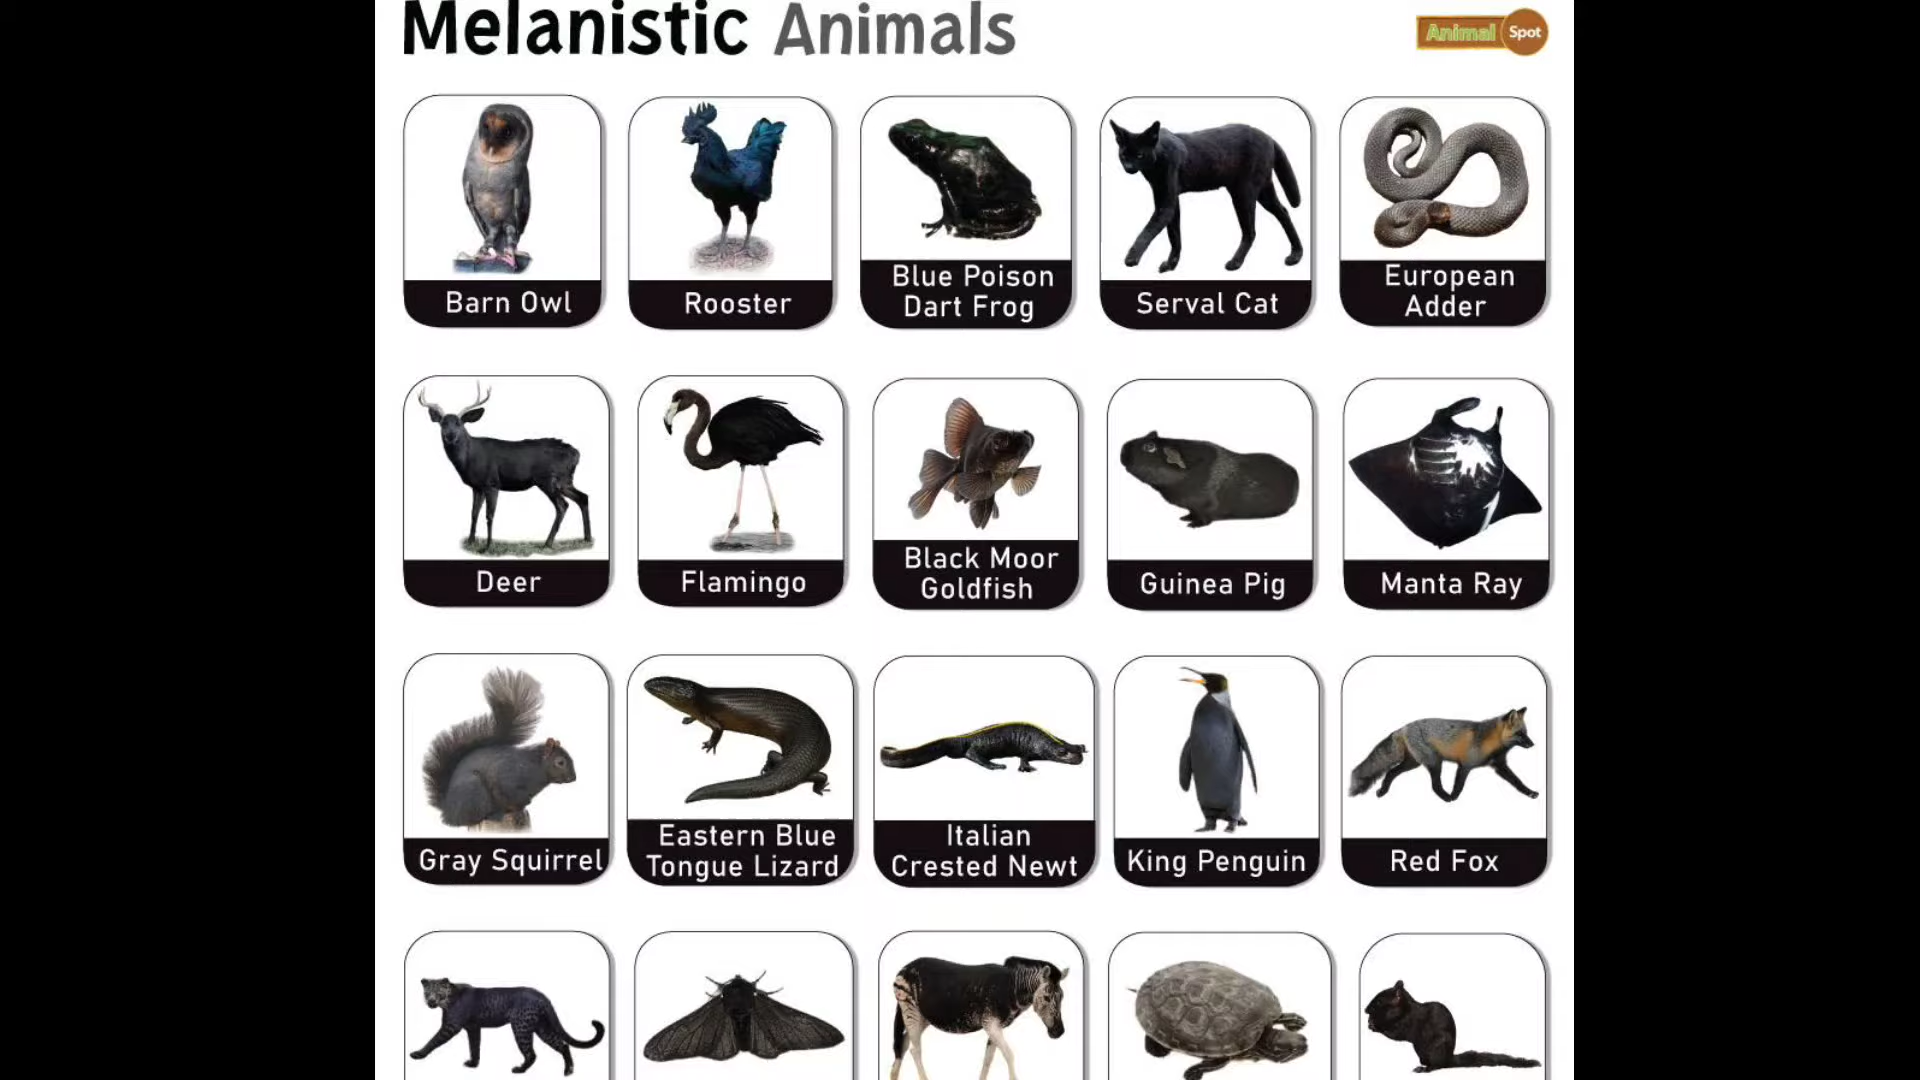 Melanistic Animals
Animal Spot
Barn Owl
Rooster
Blue Poison
Dart Frog
Serval Cat
European
Adder
Deer
Flamingo
Black Moor
Goldfish
Guinea Pig
Manta Ray
Gray Squirrel
Eastern Blue
Tongue Lizard
Italian
Crested Newt
King Penguin
Red Fox